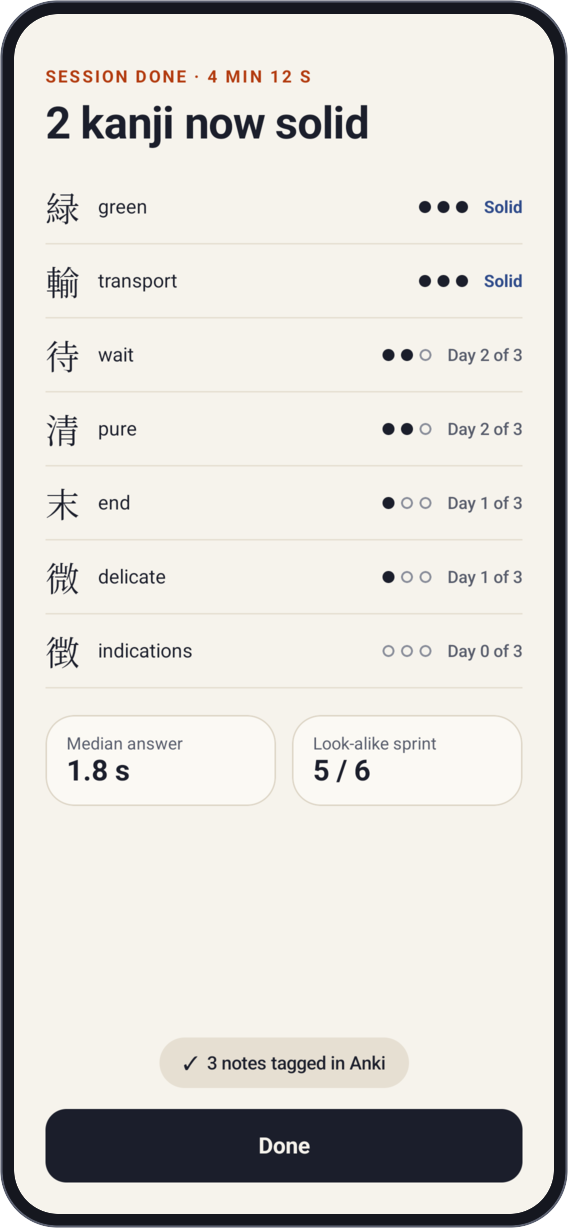 SESSION DONE · 4 MIN 12 S
2 kanji now solid
緑 green ●●● Solid
輸 transport ●●● Solid
待 wait ●●○ Day 2 of 3
清 pure ●●○ Day 2 of 3
末 end ●○○ Day 1 of 3
微 delicate ●○○ Day 1 of 3
徴 indications ○○○ Day 0 of 3
Median answer
1.8 s
Look-alike sprint
5 / 6
✓ 3 notes tagged in Anki
Done